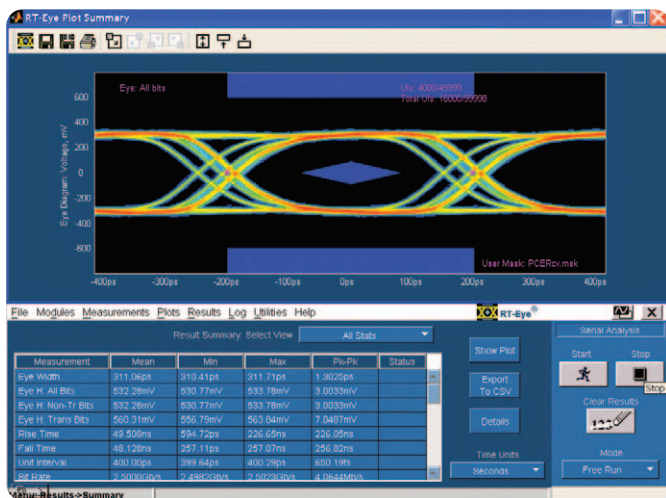 RT-Eye Plot Summary
Eye: All bits
UIs: 4000/49999
Total UIs: 16000/99998
Eye Diagram: Voltage, mV
600
400
200
0
-200
-400
-600
User Mask: PCERcv.msk
-400ps -300ps -200ps -100ps 0ps 100ps 200ps 300ps 400ps
File Modules Measurements Plots Results Log Utilities Help
RT-Eye®
Result Summary: Select View All Stats
Measurement Mean Min Max Pk-Pk Status
Eye Width 311.06ps 310.41ps 311.71ps 1.3025ps
Eye H: All Bits 532.28mV 530.77mV 533.78mV 3.0033mV
Eye H: Non-Tr Bits 532.28mV 530.77mV 533.78mV 3.0033mV
Eye H: Trans Bits 560.31mV 556.79mV 563.84mV 7.0487mV
Rise Time 49.508ns 594.72ps 226.65ns 226.05ns
Fall Time 48.128ns 257.11ps 257.07ns 256.82ns
Unit Interval 400.00ps 399.64ps 400.29ps 650.19fs
Bit Rate 2.5000Gb/s 2.4982Gb/s 2.5023Gb/s 4.0644Mb/s
Show Plot
Export
To CSV
Details
Time Units
Seconds
Serial Analysis
Start Stop
Stop
Clear Results
123
Mode
Free Run
Menu: Results->Summary